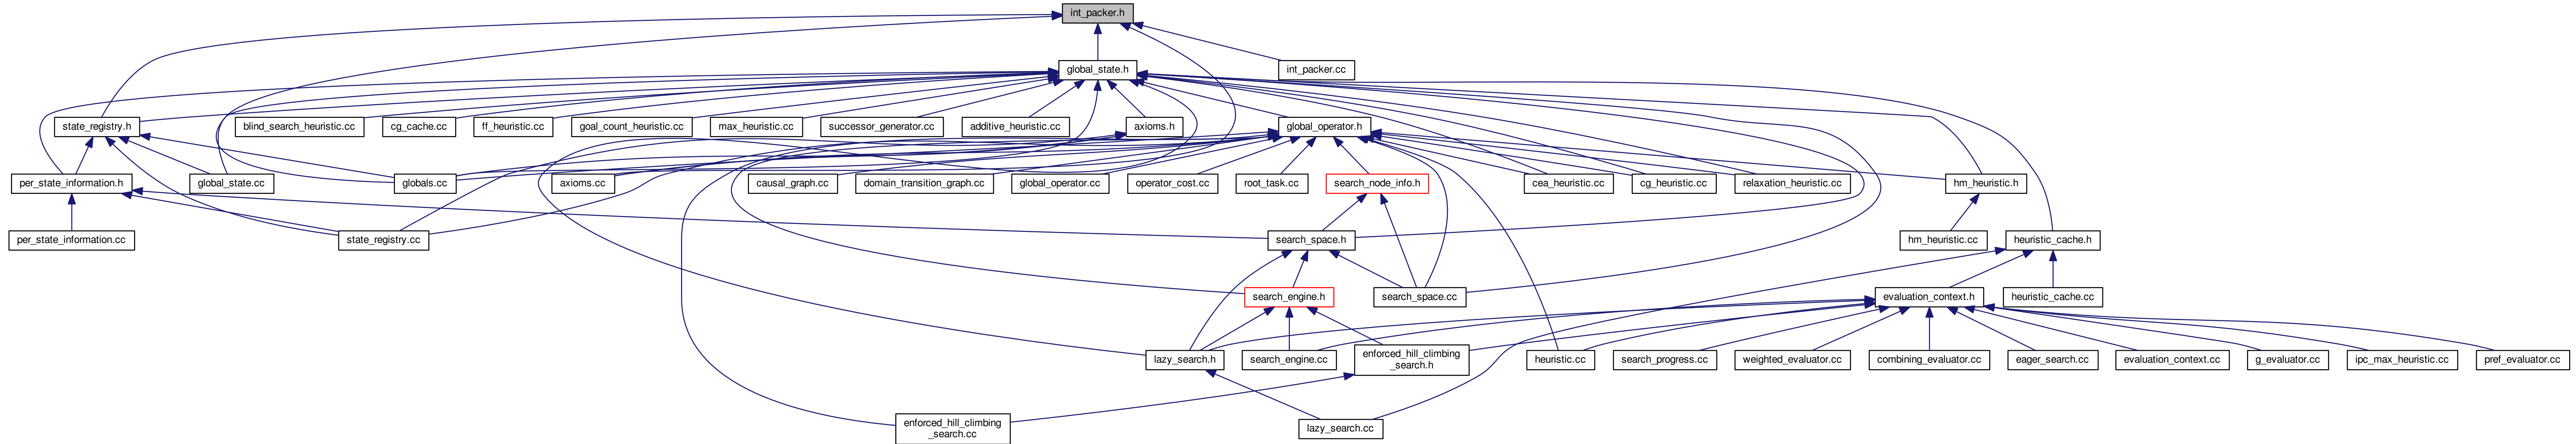 int_packer.h
global_state.h
int_packer.cc
state_registry.h
blind_search_heuristic.cc
cg_cache.cc
ff_heuristic.cc
goal_count_heuristic.cc
max_heuristic.cc
successor_generator.cc
additive_heuristic.cc
axioms.h
global_operator.h
per_state_information.h
global_state.cc
globals.cc
axioms.cc
causal_graph.cc
domain_transition_graph.cc
global_operator.cc
operator_cost.cc
root_task.cc
search_node_info.h
cea_heuristic.cc
cg_heuristic.cc
relaxation_heuristic.cc
hm_heuristic.h
per_state_information.cc
state_registry.cc
search_space.h
hm_heuristic.cc
heuristic_cache.h
search_engine.h
search_space.cc
evaluation_context.h
heuristic_cache.cc
lazy_search.h
search_engine.cc
enforced_hill_climbing
_search.h
heuristic.cc
search_progress.cc
weighted_evaluator.cc
combining_evaluator.cc
eager_search.cc
evaluation_context.cc
g_evaluator.cc
ipc_max_heuristic.cc
pref_evaluator.cc
enforced_hill_climbing
_search.cc
lazy_search.cc